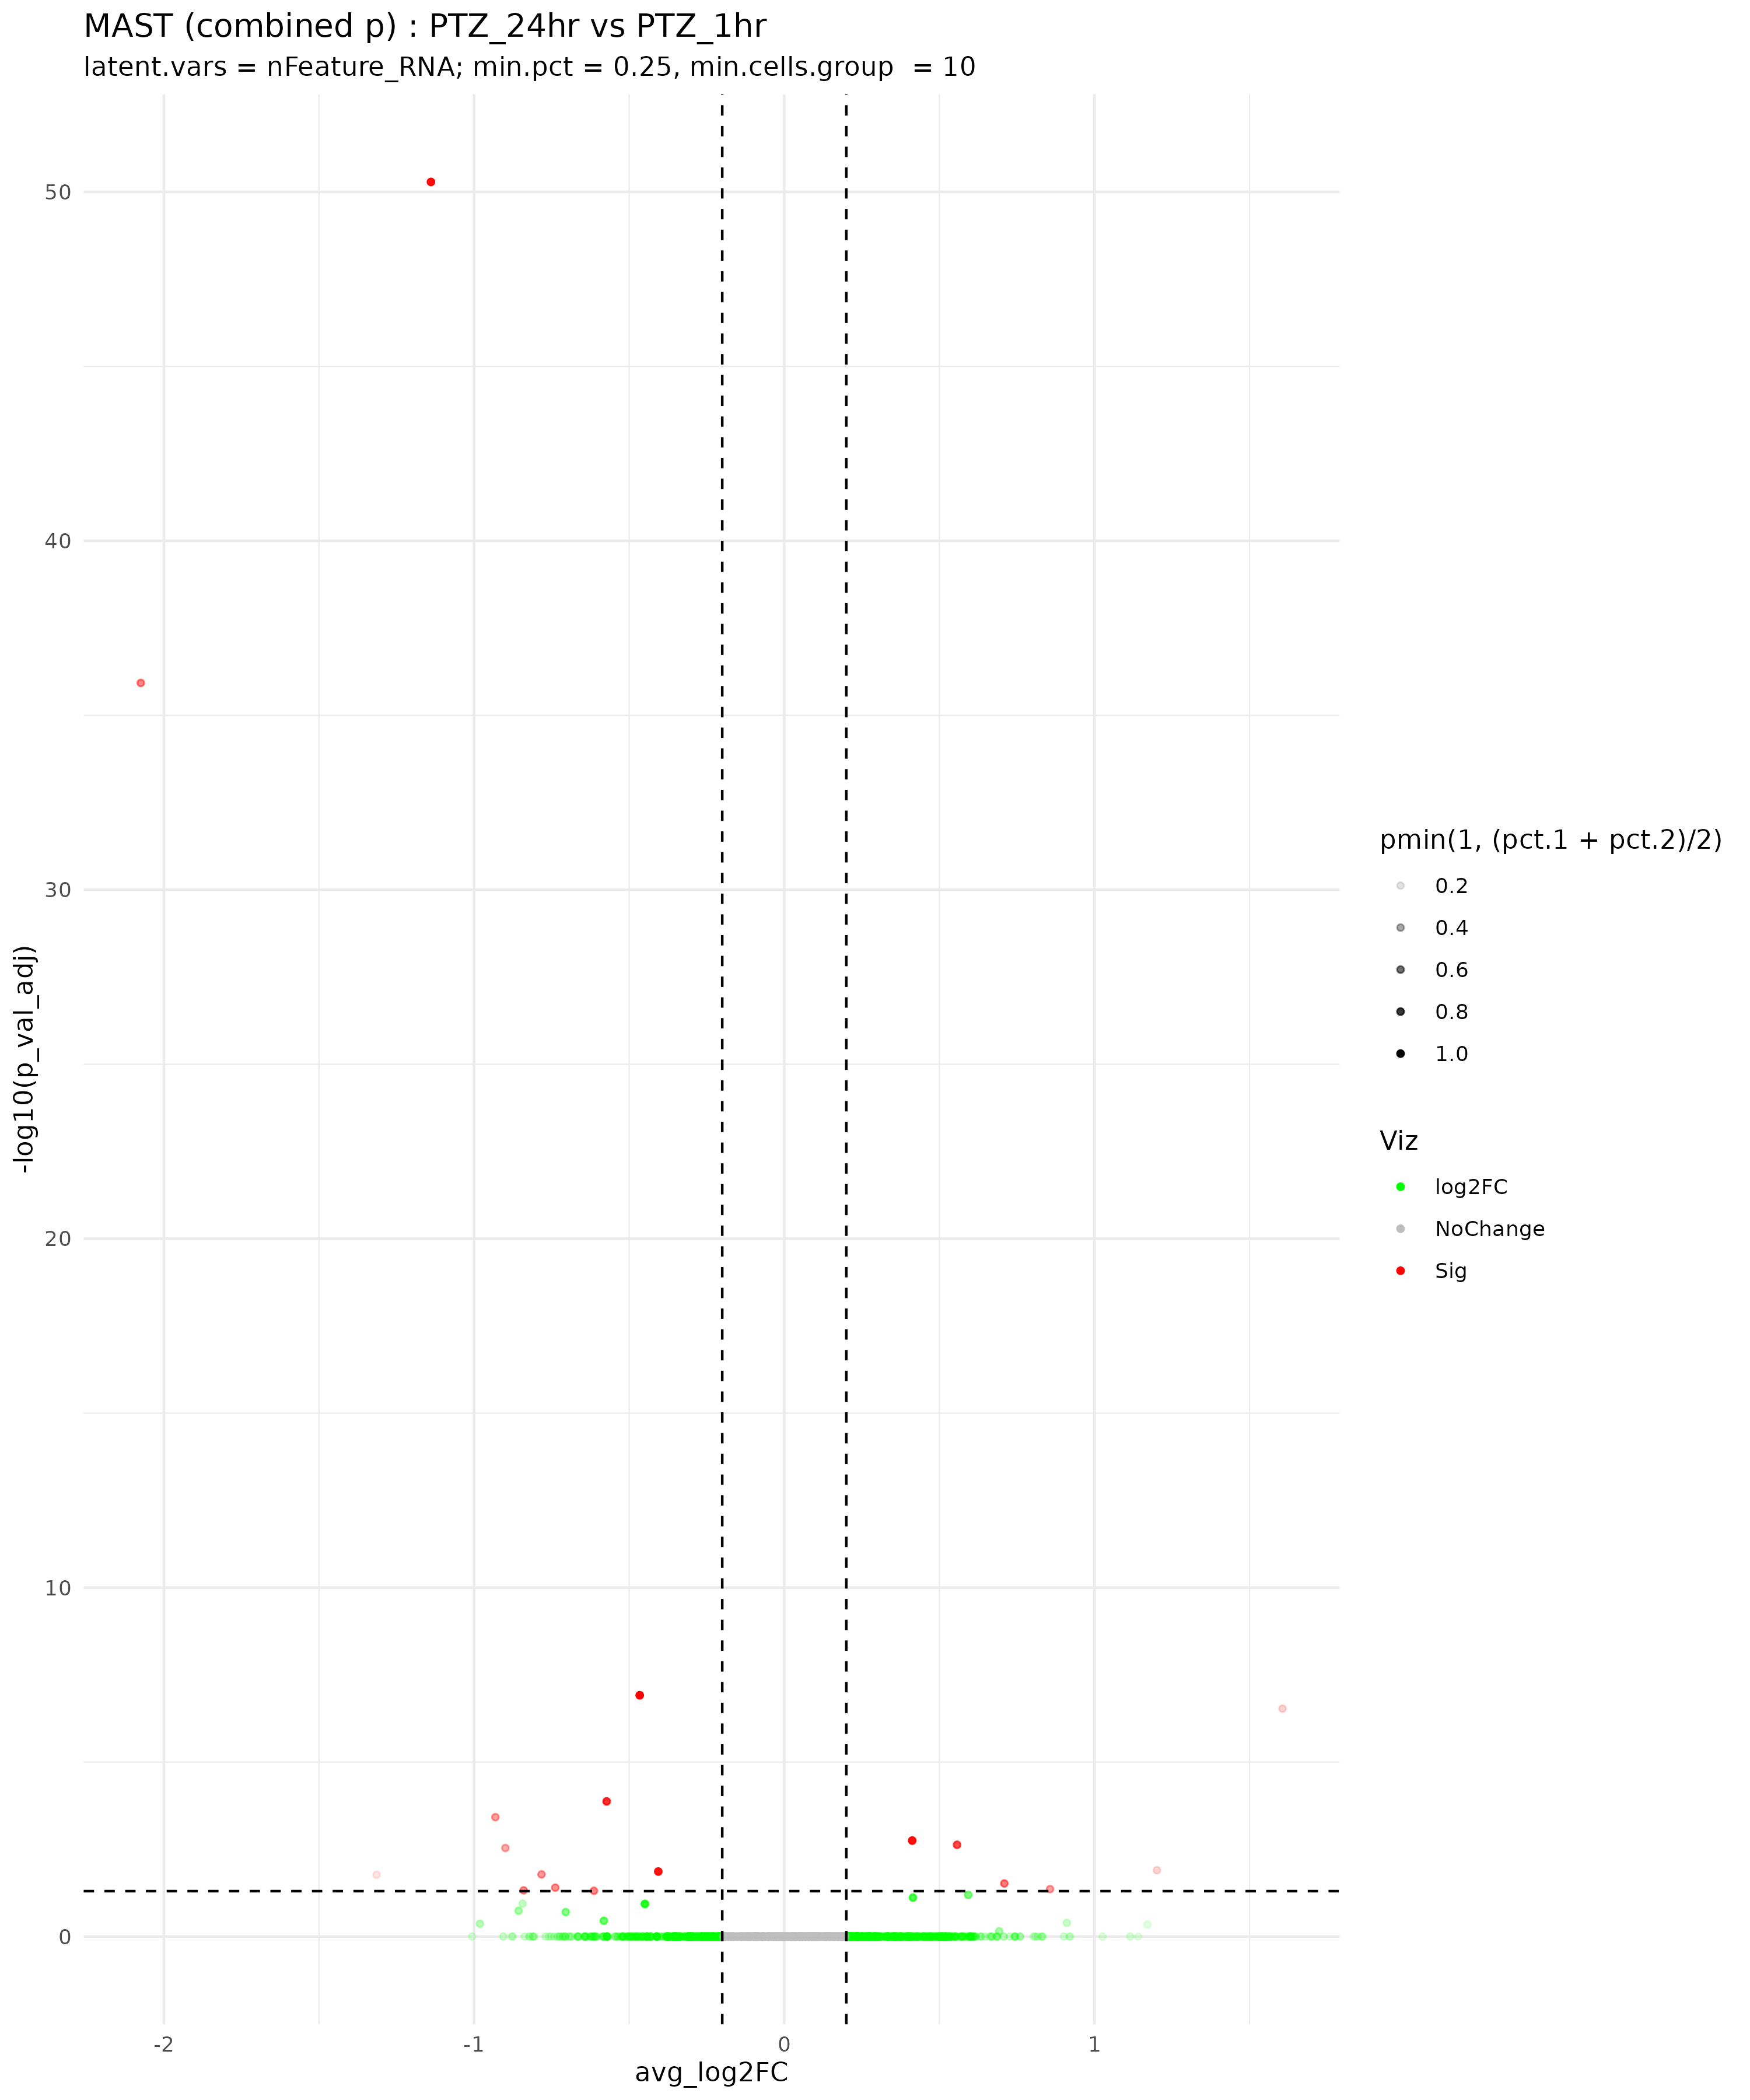 MAST (combined p) : PTZ_24hr vs PTZ_1hr
latent.vars = nFeature_RNA; min.pct = 0.25, min.cells.group  = 10
-log10(p_val_adj)
50
40
30
20
10
0
-2
-1
0
1
avg_log2FC
pmin(1, (pct.1 + pct.2)/2)
0.2
0.4
0.6
0.8
1.0
Viz
log2FC
NoChange
Sig